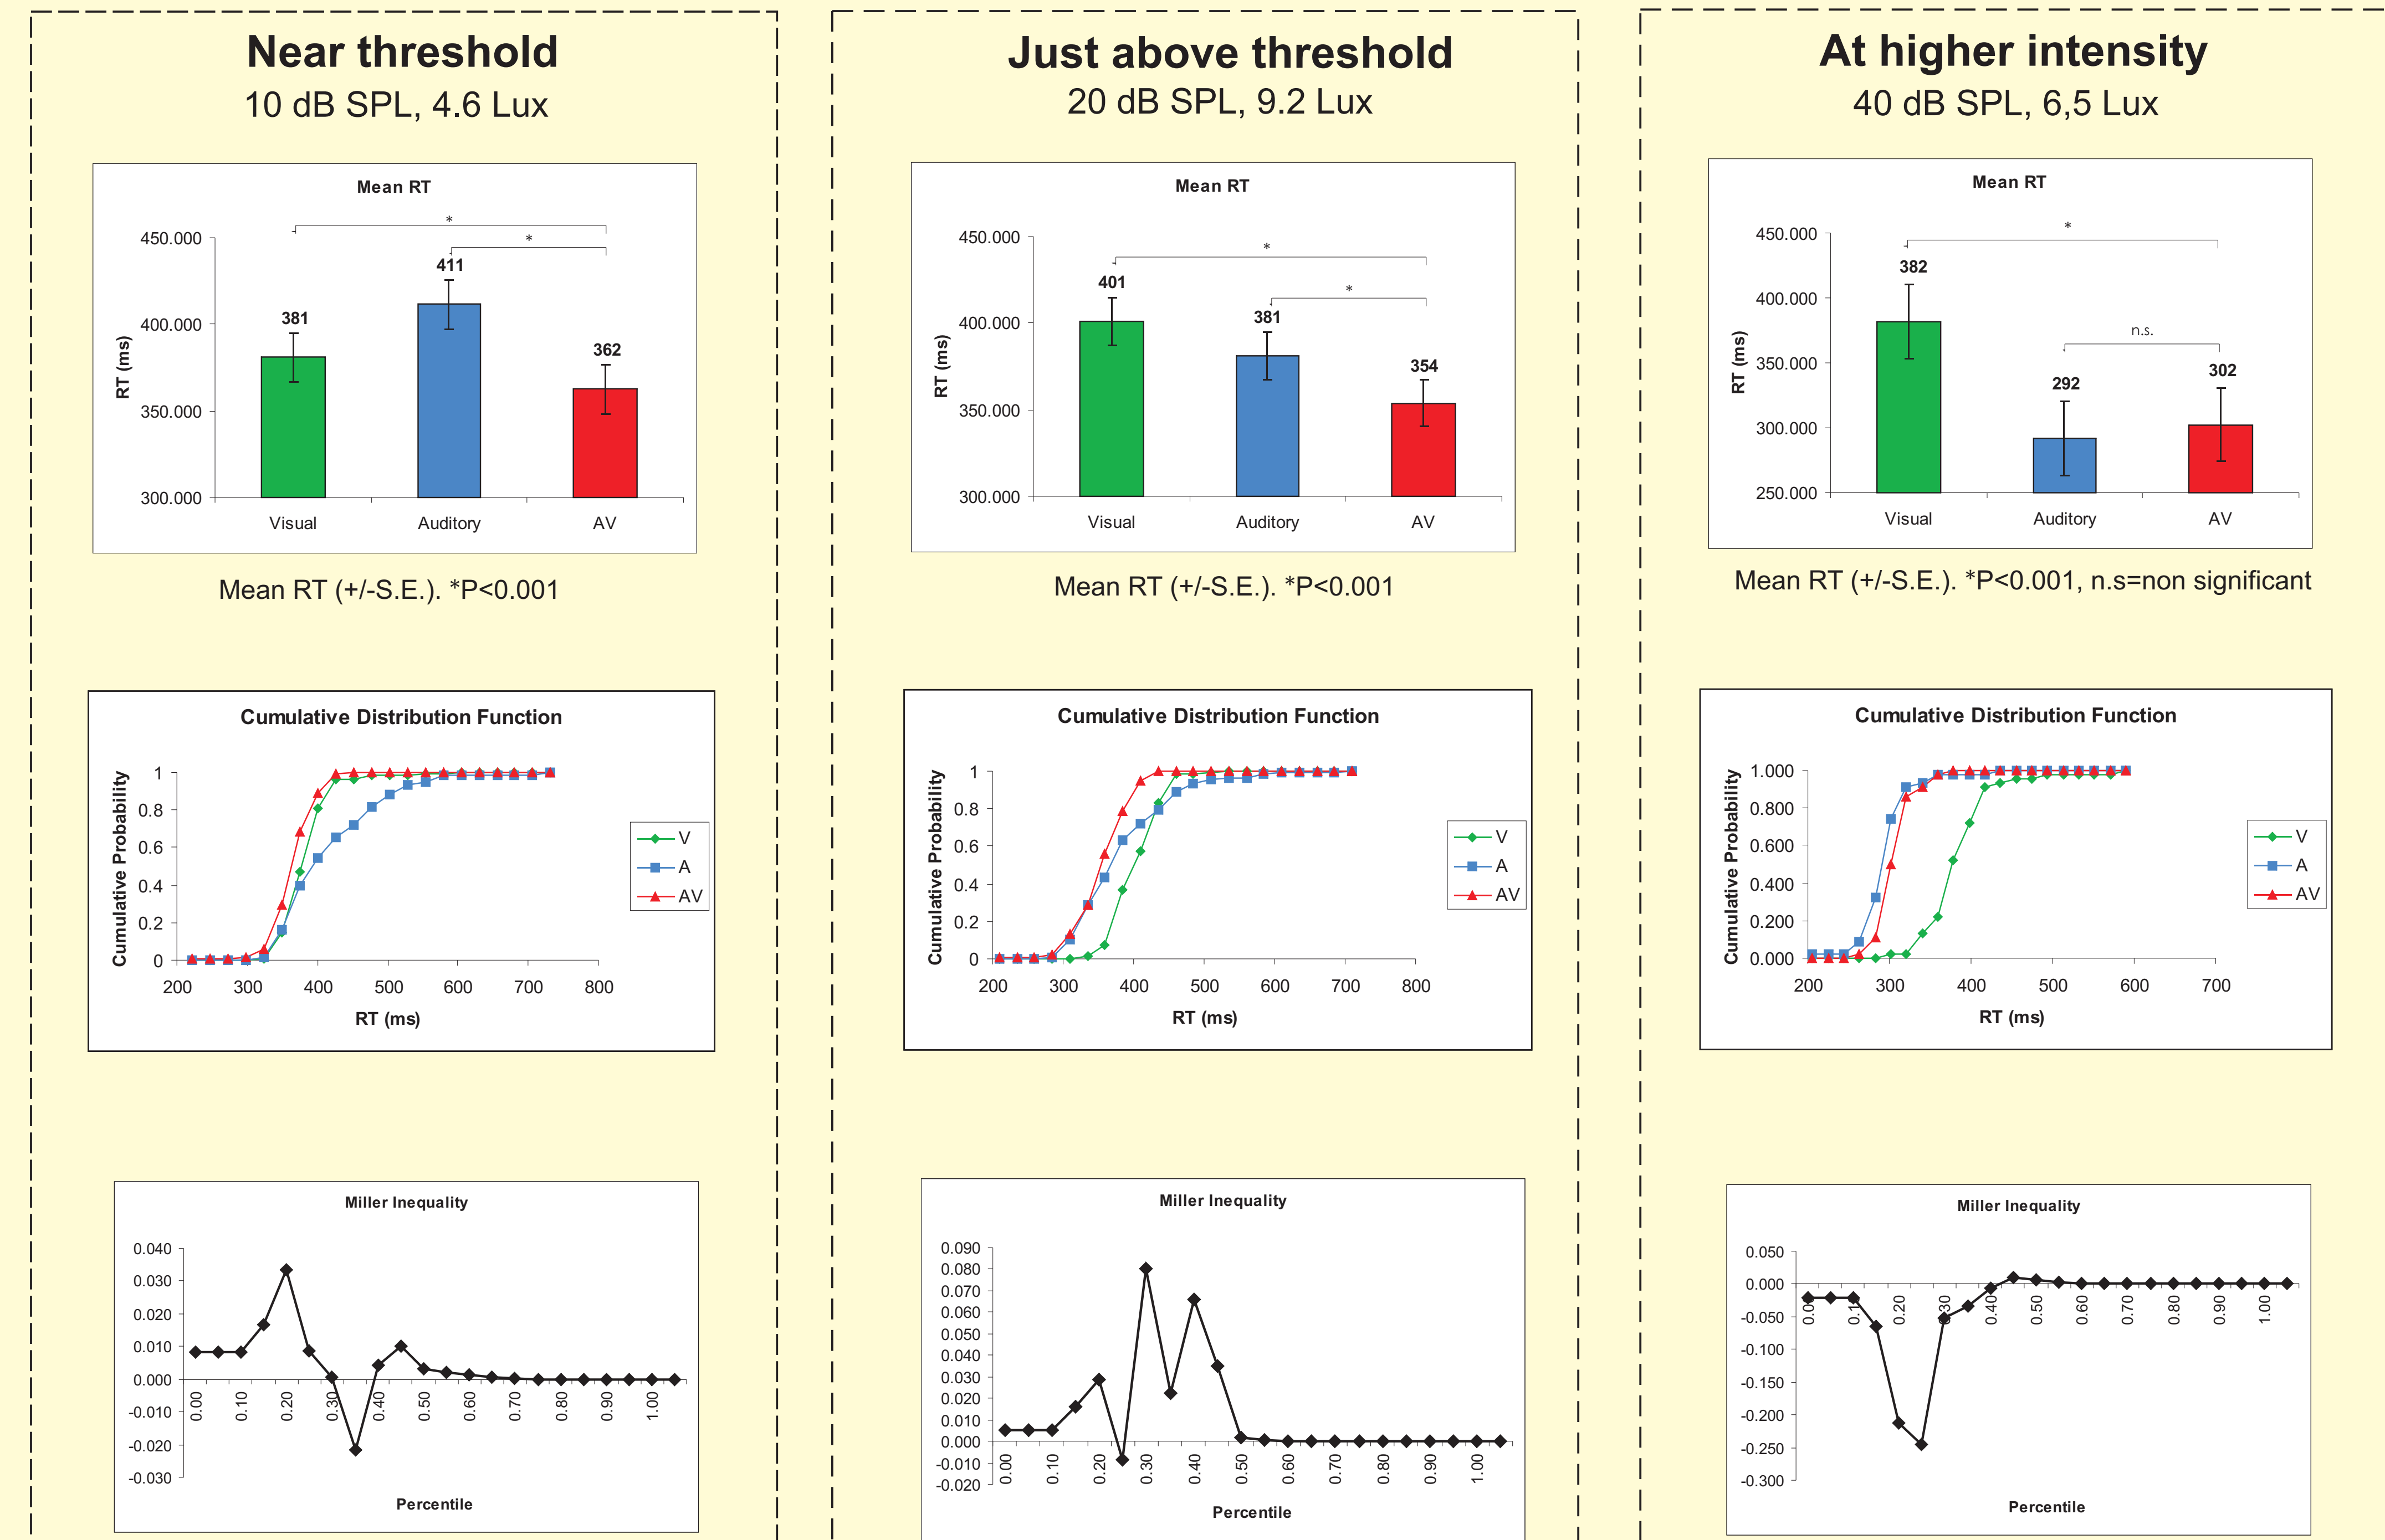 Near threshold
10 dB SPL, 4.6 Lux
Mean RT
*
*
450.000
400.000
350.000
300.000
RT (ms)
381
411
362
Visual
Auditory
AV
Mean RT (+/-S.E.). *P<0.001
Cumulative Distribution Function
Cumulative Probability
1
0.8
0.6
0.4
0.2
0
200 300 400 500 600 700 800
RT (ms)
V
A
AV
Miller Inequality
0.040
0.030
0.020
0.010
0.000
-0.010
-0.020
-0.030
0.00 0.10 0.20 0.30 0.40 0.50 0.60 0.70 0.80 0.90 1.00
Percentile
Just above threshold
20 dB SPL, 9.2 Lux
Mean RT
*
*
450.000
400.000
350.000
300.000
RT (ms)
401
381
354
Visual
Auditory
AV
Mean RT (+/-S.E.). *P<0.001
Cumulative Distribution Function
Cumulative Probability
1
0.8
0.6
0.4
0.2
0
200 300 400 500 600 700 800
RT (ms)
V
A
AV
Miller Inequality
0.090
0.080
0.070
0.060
0.050
0.040
0.030
0.020
0.010
0.000
-0.010
-0.020
0.00 0.10 0.20 0.30 0.40 0.50 0.60 0.70 0.80 0.90 1.00
Percentile
At higher intensity
40 dB SPL, 6,5 Lux
Mean RT
*
n.s.
450.000
400.000
350.000
300.000
250.000
RT (ms)
382
292
302
Visual
Auditory
AV
Mean RT (+/-S.E.). *P<0.001, n.s=non significant
Cumulative Distribution Function
Cumulative Probability
1.000
0.800
0.600
0.400
0.200
0.000
200 300 400 500 600 700
RT (ms)
V
A
AV
Miller Inequality
0.050
0.000
-0.050
-0.100
-0.150
-0.200
-0.250
-0.300
0.00 0.10 0.20 0.30 0.40 0.50 0.60 0.70 0.80 0.90 1.00
Percentile